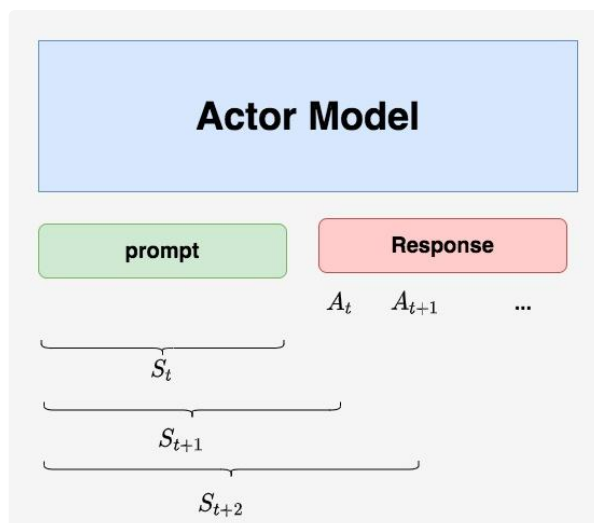 Actor Model
prompt
Response
A_t A_{t+1} ...
S_t
S_{t+1}
S_{t+2}